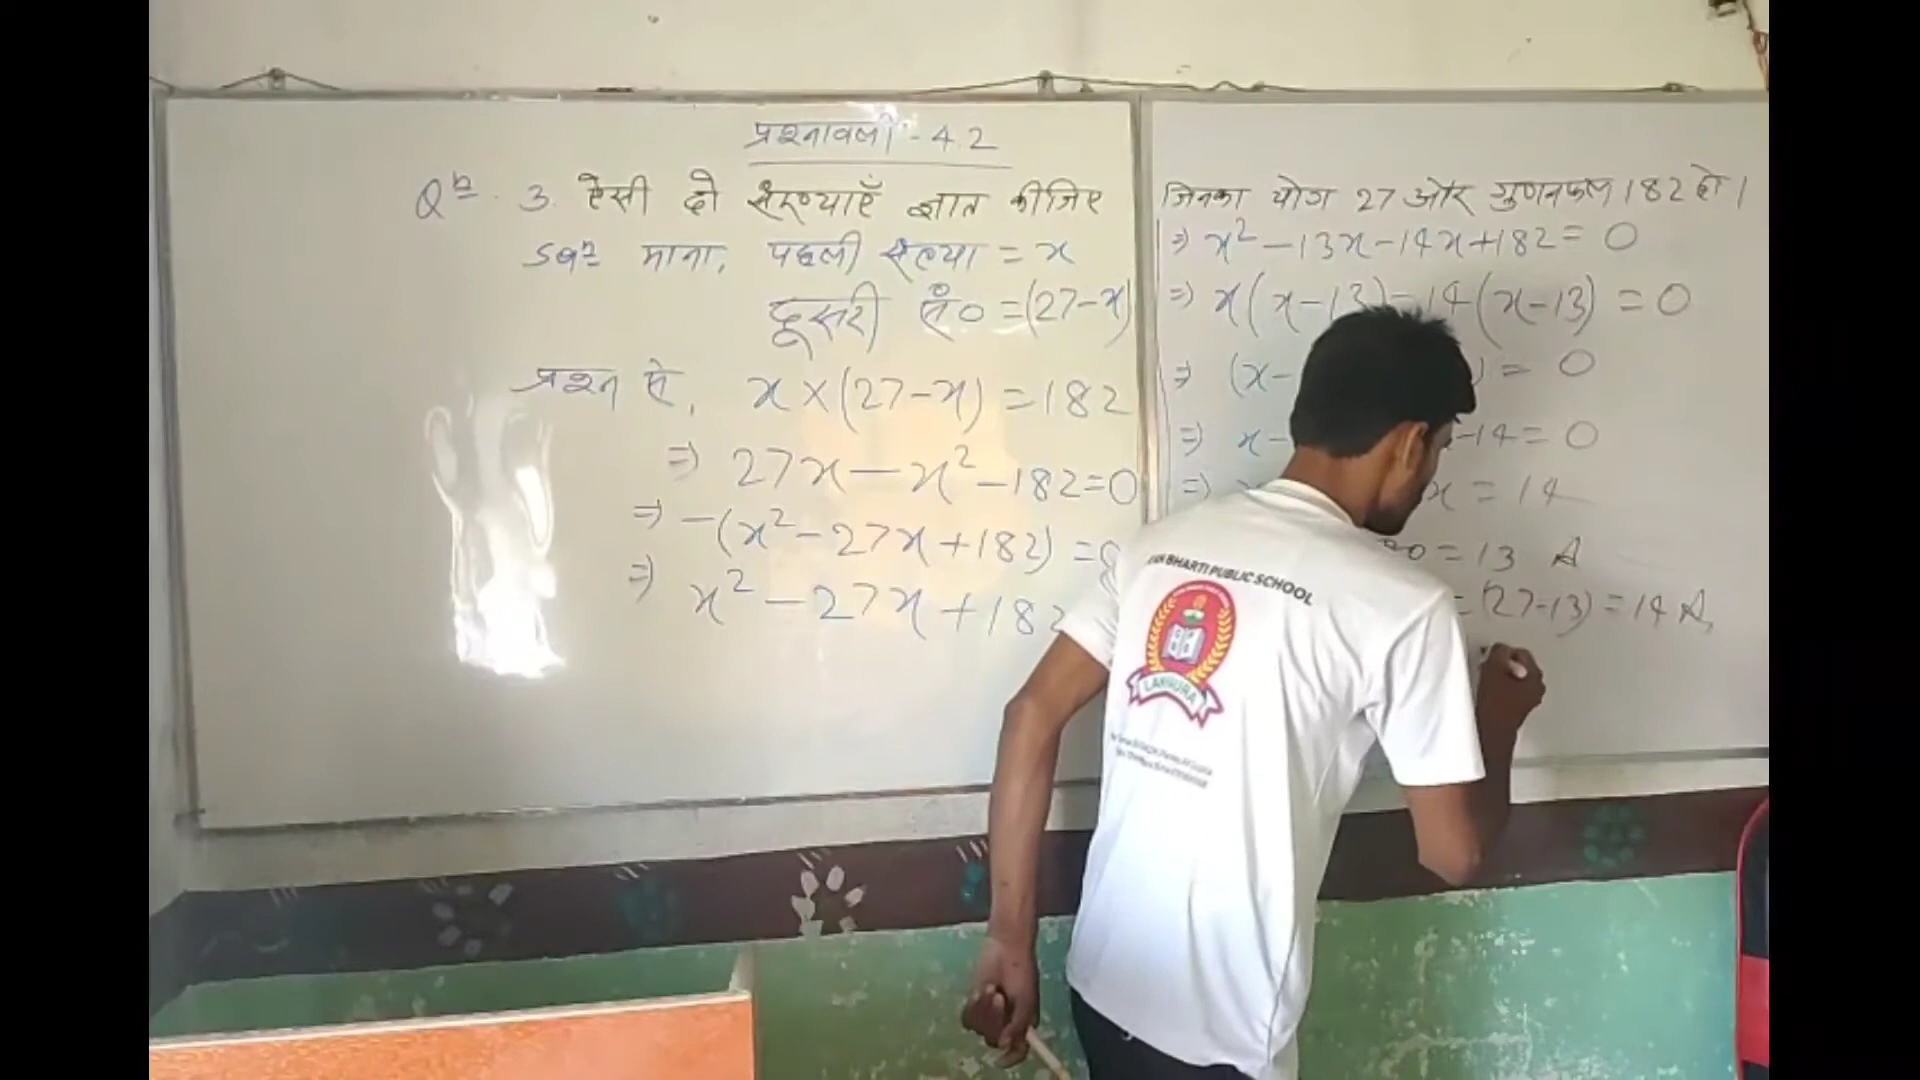 प्रश्नावली - 4.2
Qn. 3. ऐसी दो संख्याएँ ज्ञात कीजिए
माना, पहली संख्या = x
दूसरी सं० = (27-x)
प्रश्न से, x × (27-x) = 182
⇒ 27x - x² - 182 = 0
⇒ -(x² - 27x + 182) = 0
⇒ x² - 27x + 182
जिनका योग 27 और गुणनफल 182 हो।
⇒ x² - 13x - 14x + 182 = 0
⇒ x(x-13) - 14(x-13) = 0
⇒ (x- ) = 0
⇒ x- -14 = 0
⇒ x = 14
= 13 A
= (27-13) = 14 A
BHARTI PUBLIC SCHOOL
LAKHURA